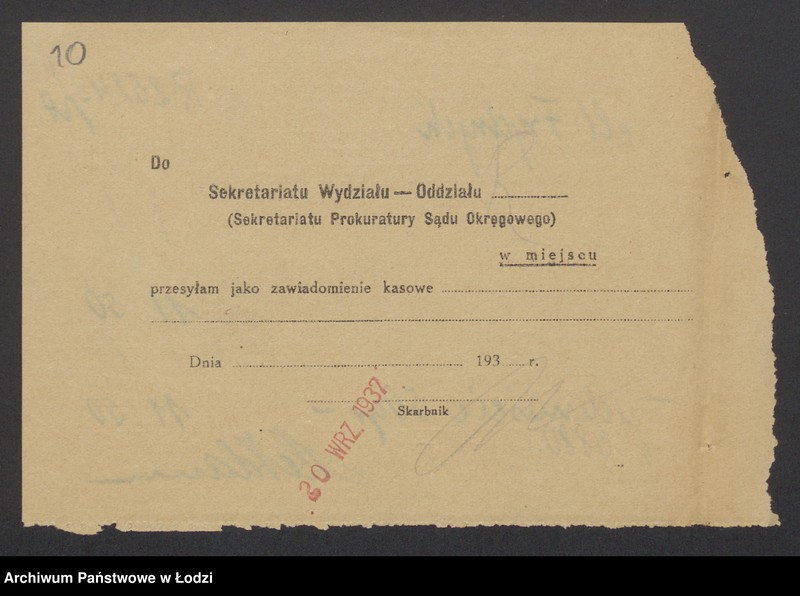 10
Do
Sekretariatu Wydziału — Oddziału ....................
(Sekretariatu Prokuratury Sądu Okręgowego)
w miejscu
przesyłam jako zawiadomienie kasowe ....................
Dnia .................... 193...... r.
Skarbnik
20 WRZ. 1937
Archiwum Państwowe w Łodzi